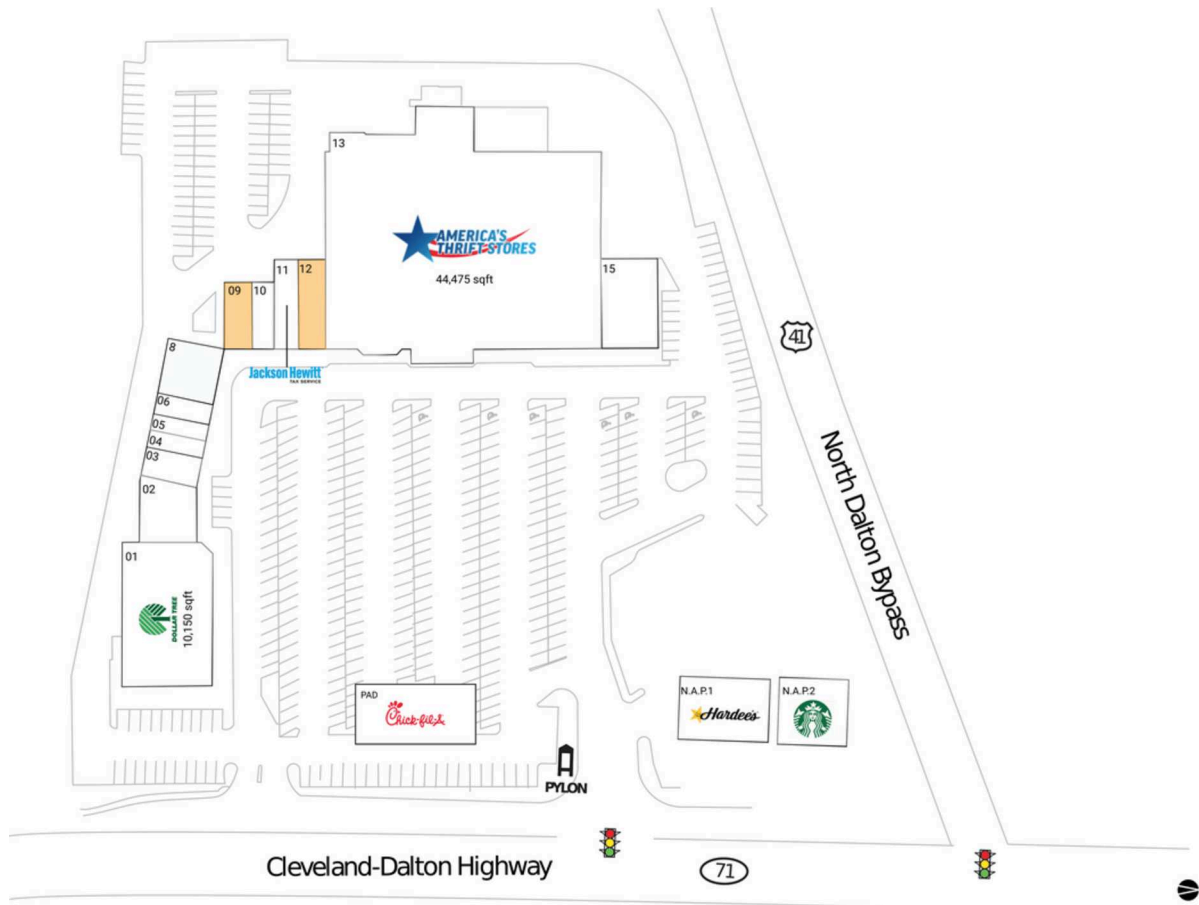 13
AMERICA'S
THRIFT STORES
44,475 sqft
11
12
09
10
15
Jackson Hewitt
TAX SERVICE
41
8
06
05
04
03
02
01
DOLLAR TREE
10,150 sqft
North Dalton Bypass
PAD
Chick-fil-A
N.A.P.1
Hardee's
N.A.P.2
PYLON
Cleveland-Dalton Highway
71